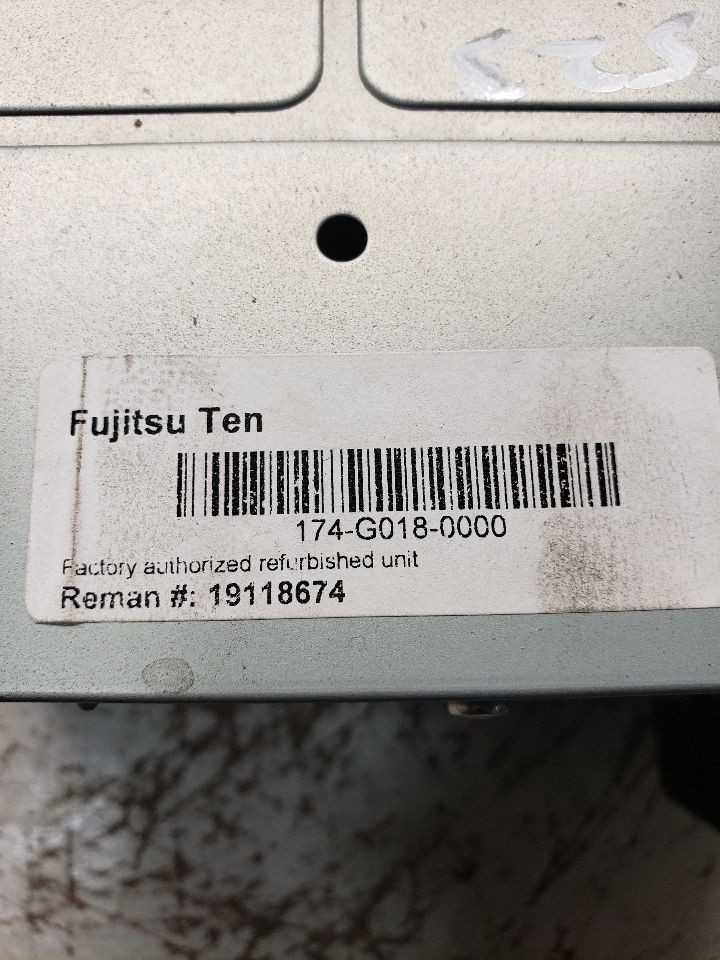 Fujitsu Ten
174-G018-0000
Factory authorized refurbished unit
Reman #: 19118674